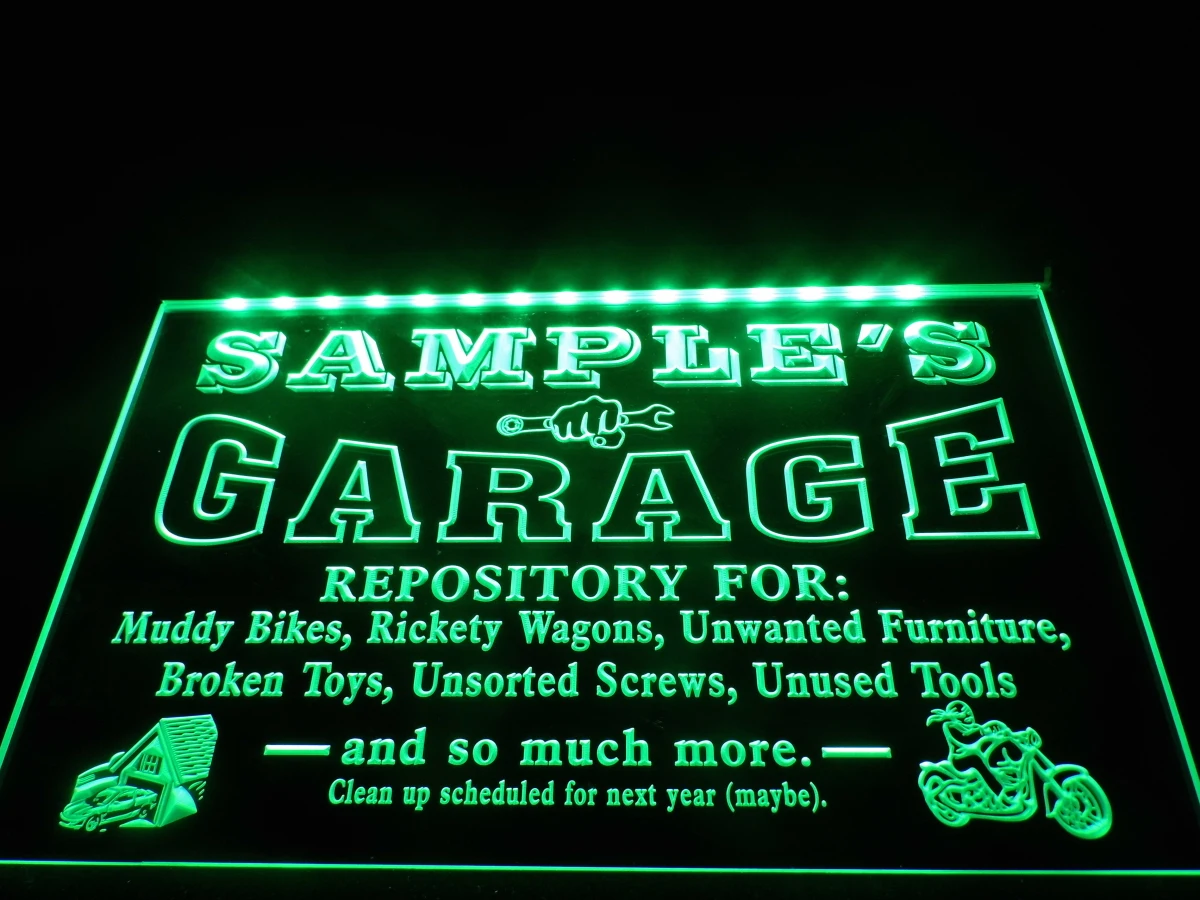 SAMPLE'S
GARAGE
REPOSITORY FOR:
Muddy Bikes, Rickety Wagons, Unwanted Furniture,
Broken Toys, Unsorted Screws, Unused Tools
and so much more.
Clean up scheduled for next year (maybe).